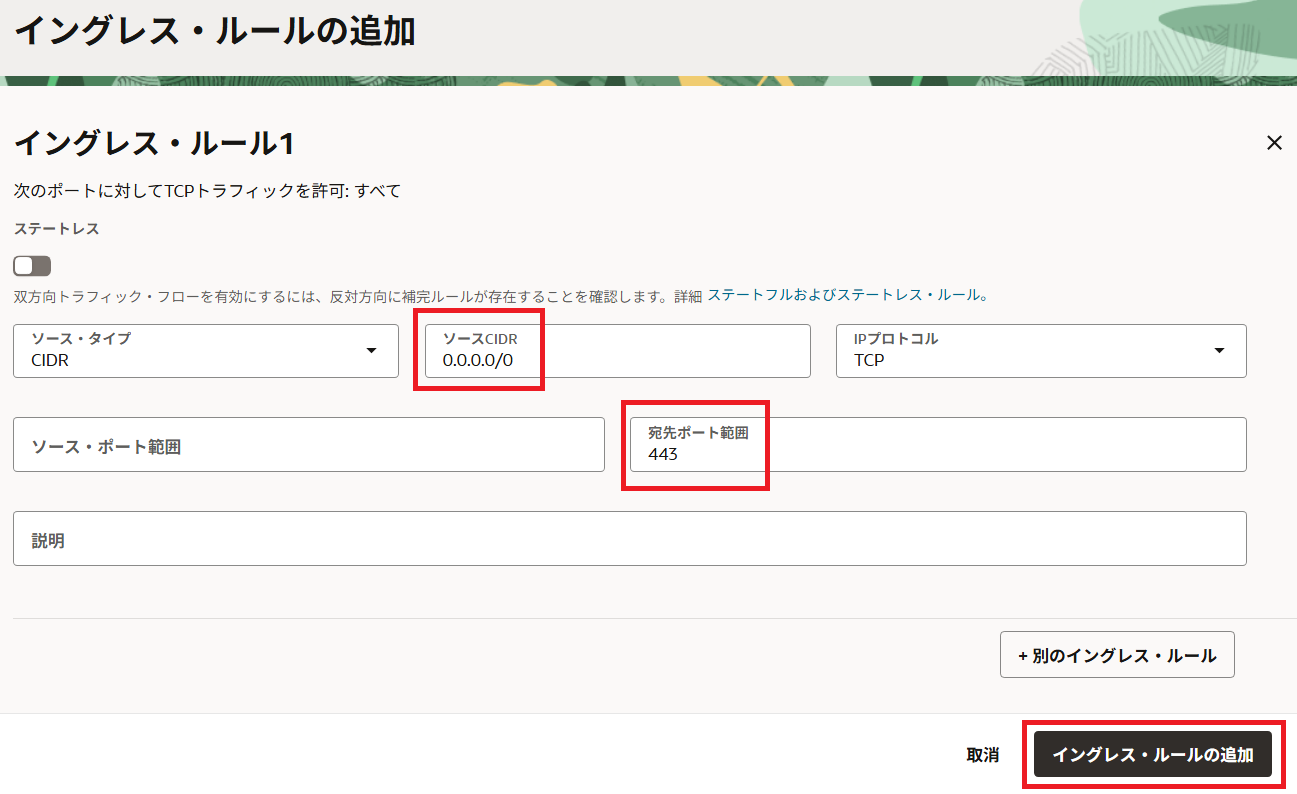 イングレス・ルールの追加
イングレス・ルール1
次のポートに対してTCPトラフィックを許可: すべて
ステートレス
双方向トラフィック・フローを有効にするには、反対方向に補完ルールが存在することを確認します。詳細 ステートフルおよびステートレス・ルール。
ソース・タイプ
CIDR
ソースCIDR
0.0.0.0/0
IPプロトコル
TCP
ソース・ポート範囲
宛先ポート範囲
443
説明
+ 別のイングレス・ルール
取消
イングレス・ルールの追加